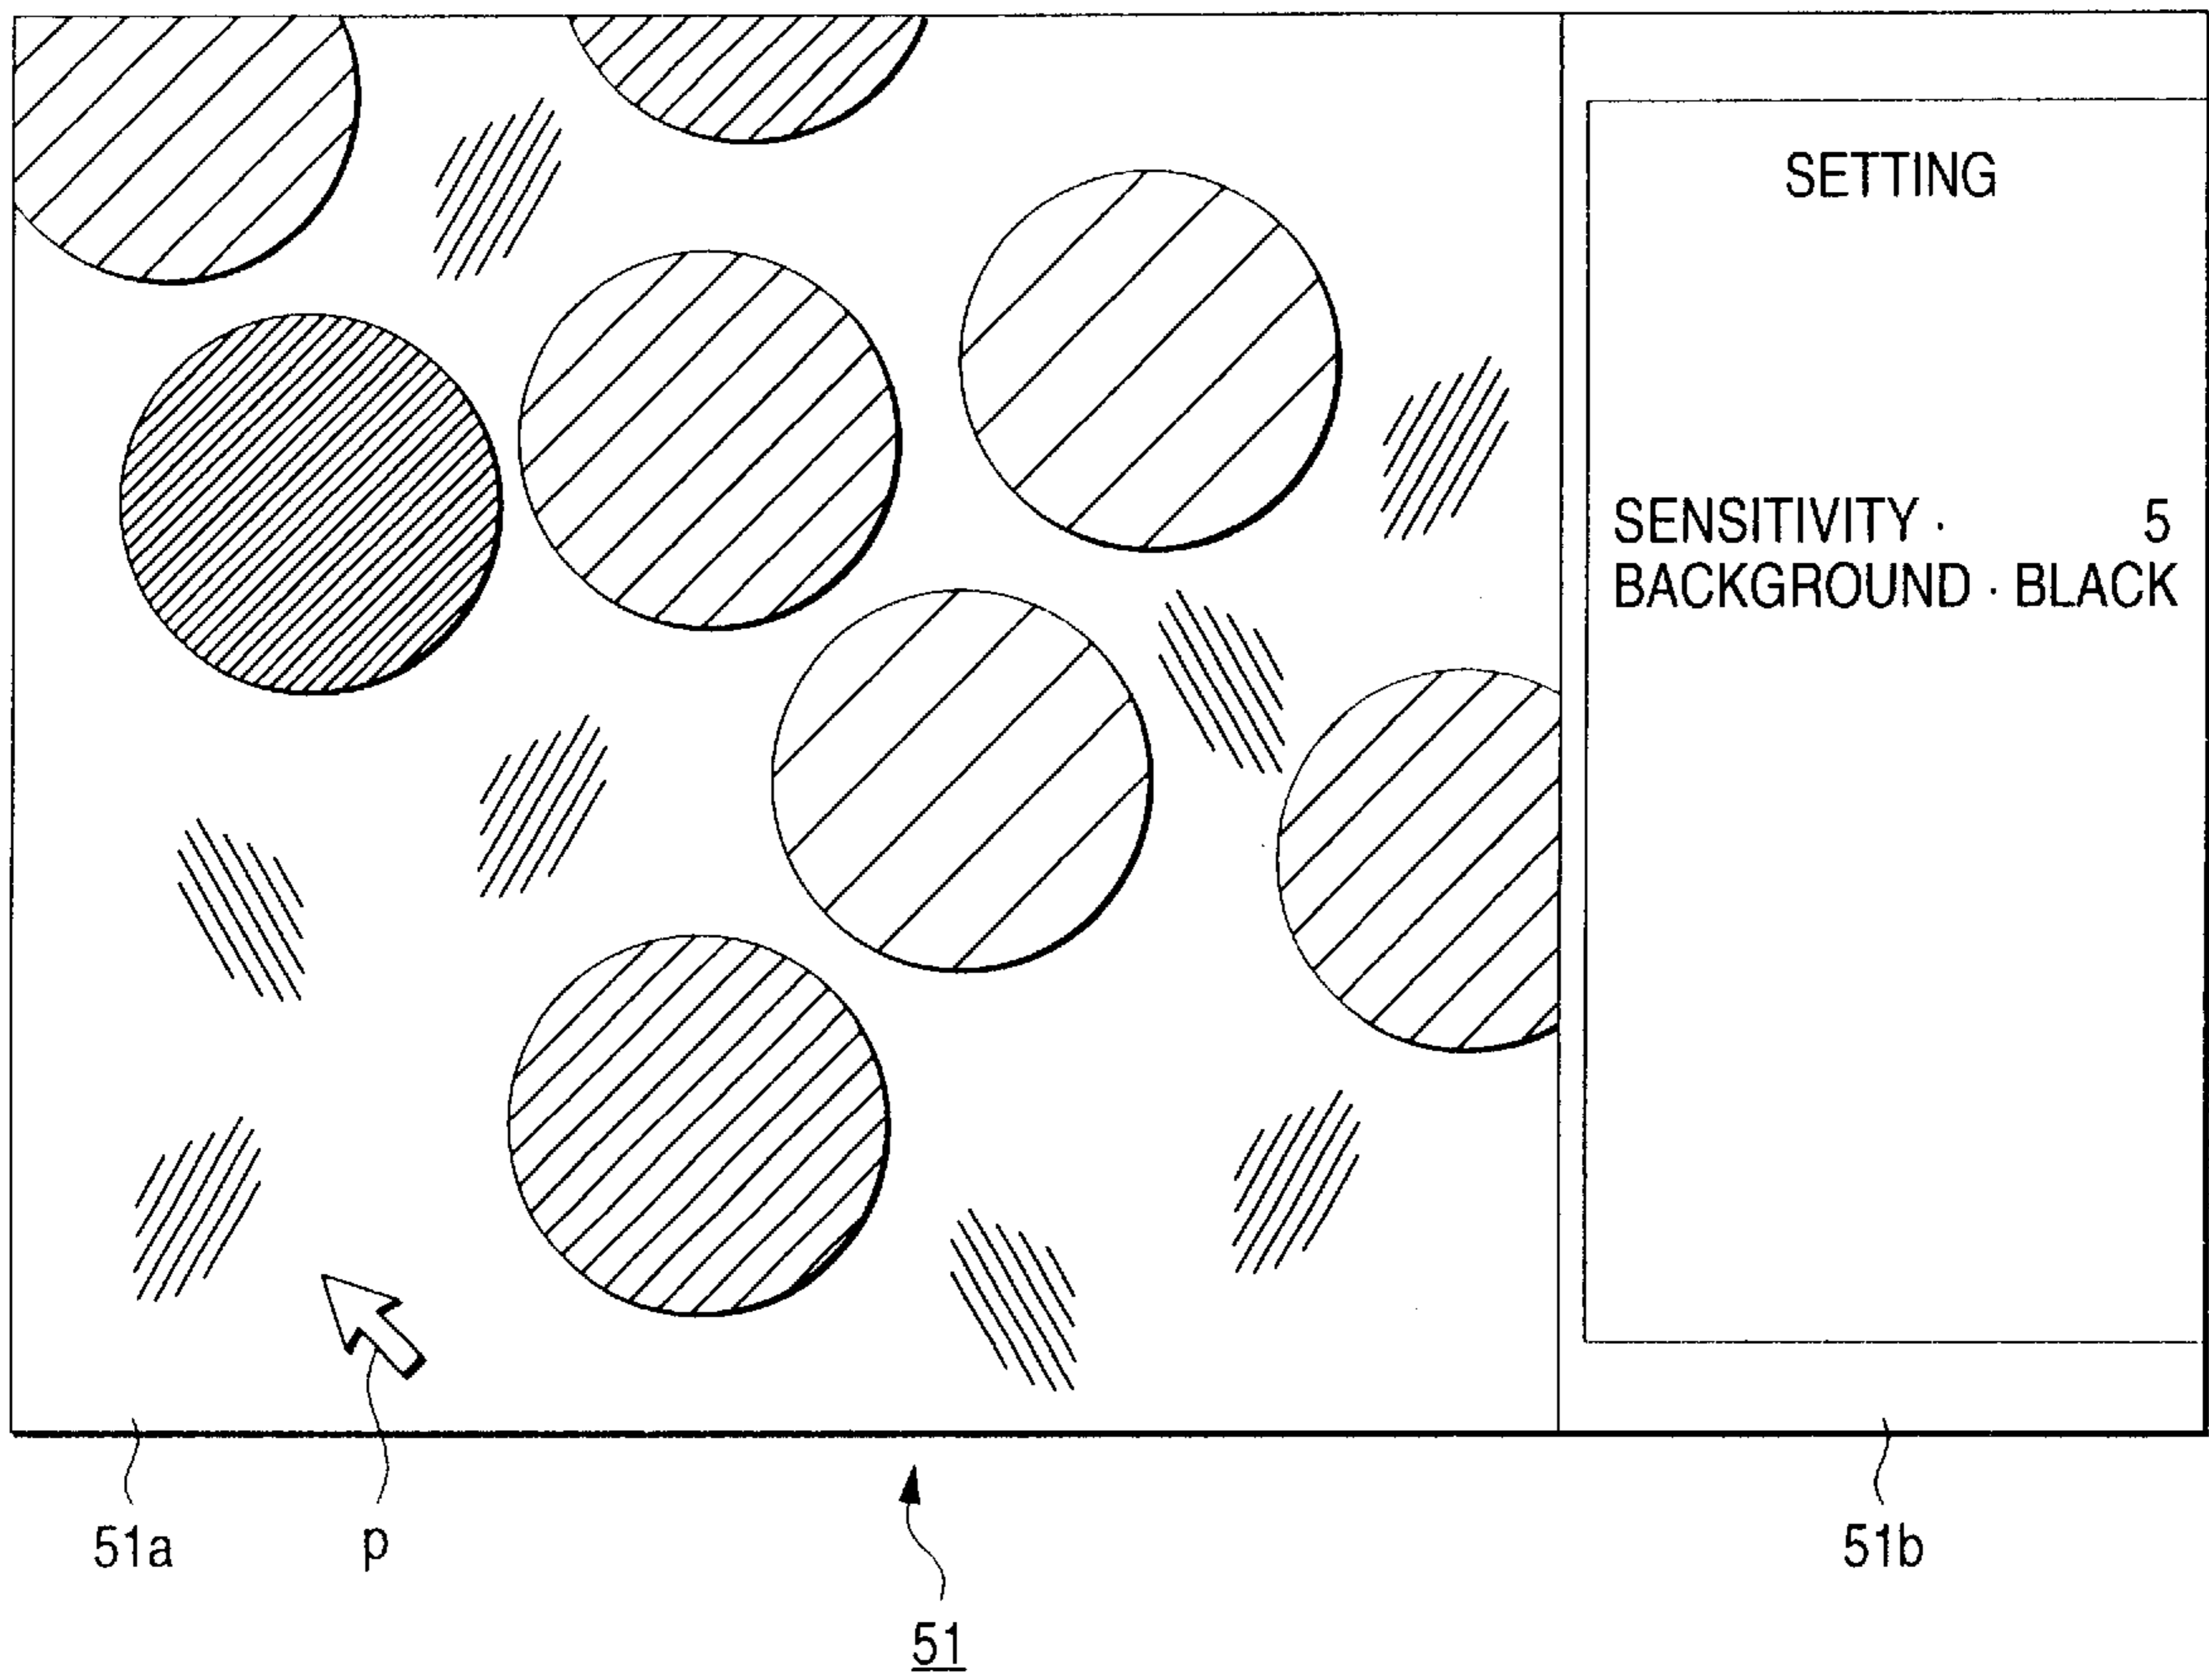 SETTING
SENSITIVITY · 5
BACKGROUND · BLACK
51a
p
51b
51